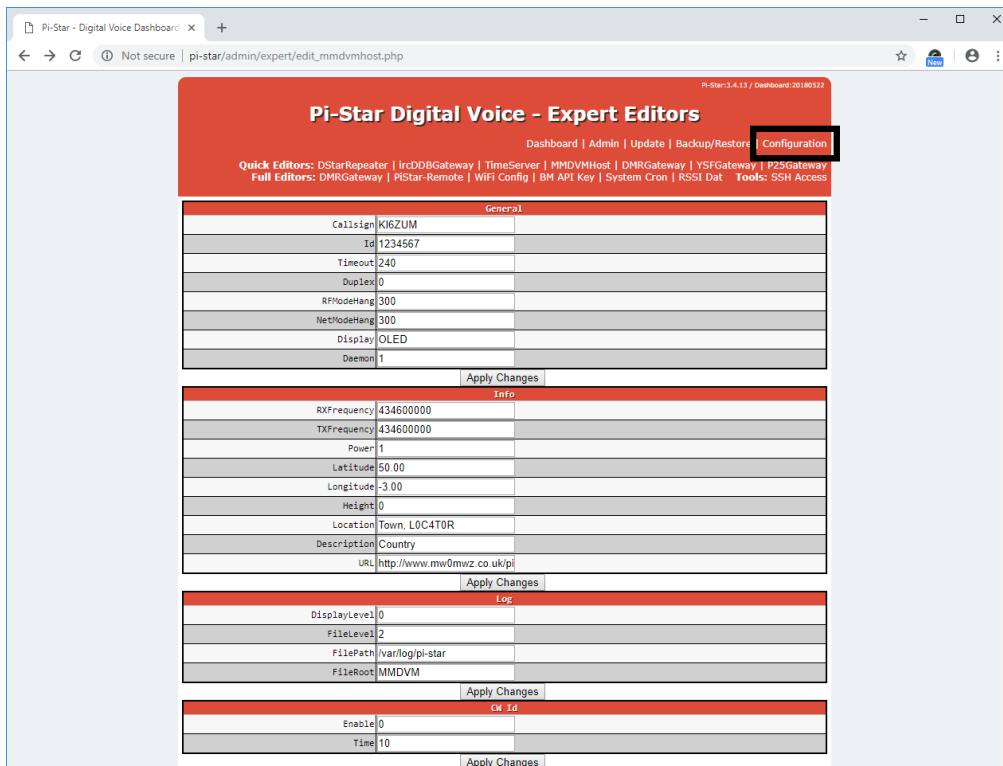 Pi-Star - Digital Voice Dashboard
Not secure | pi-star/admin/expert/edit_mmdvmhost.php
New
Pi-Star:3.4.13 / Dashboard:20180522
Pi-Star Digital Voice - Expert Editors
Dashboard | Admin | Update | Backup/Restore | Configuration
Quick Editors: DStarRepeater | ircDDBGateway | TimeServer | MMDVMHost | DMRGateway | YSFGateway | P25Gateway
Full Editors: DMRGateway | PiStar-Remote | WiFi Config | BM API Key | System Cron | RSSI Dat Tools: SSH Access
General
Callsign KI6ZUM
Id 1234567
Timeout 240
Duplex 0
RFModeHang 300
NetModeHang 300
Display OLED
Daemon 1
Apply Changes
Info
RXFrequency 434600000
TXFrequency 434600000
Power 1
Latitude 50.00
Longitude -3.00
Height 0
Location Town, L0C4T0R
Description Country
URL http://www.mw0mwz.co.uk/pi
Apply Changes
Log
DisplayLevel 0
FileLevel 2
FilePath /var/log/pi-star
FileRoot MMDVM
Apply Changes
CW Id
Enable 0
Time 10
Apply Changes